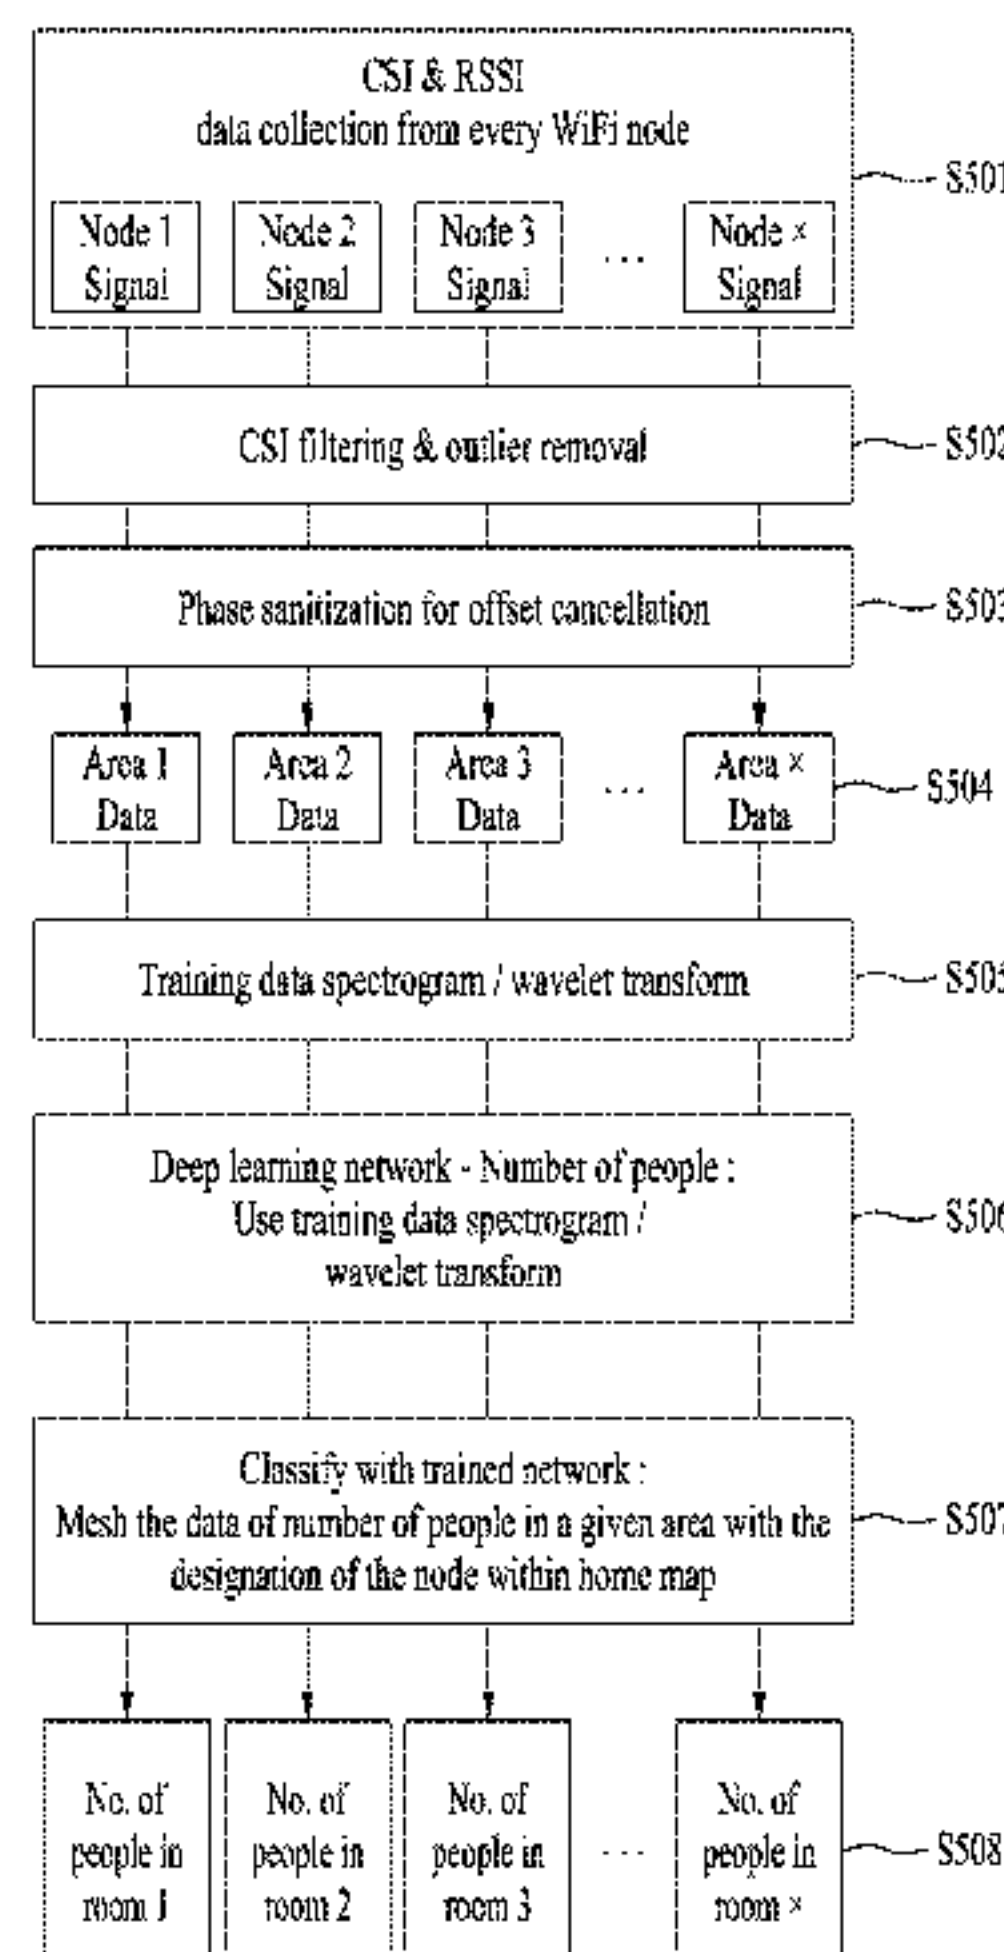 CSI & RSSI
data collection from every WiFi node
S501
Node 1
Signal
Node 2
Signal
Node 3
Signal
...
Node x
Signal
CSI filtering & outlier removal
S502
Phase sanitization for offset cancellation
S503
Area 1
Data
Area 2
Data
Area 3
Data
...
Area x
Data
S504
Training data spectrogram / wavelet transform
S505
Deep learning network - Number of people :
Use training data spectrogram /
wavelet transform
S506
Classify with trained network :
Mesh the data of number of people in a given area with the
designation of the node within home map
S507
No. of
people in
room 1
No. of
people in
room 2
No. of
people in
room 3
...
No. of
people in
room x
S508